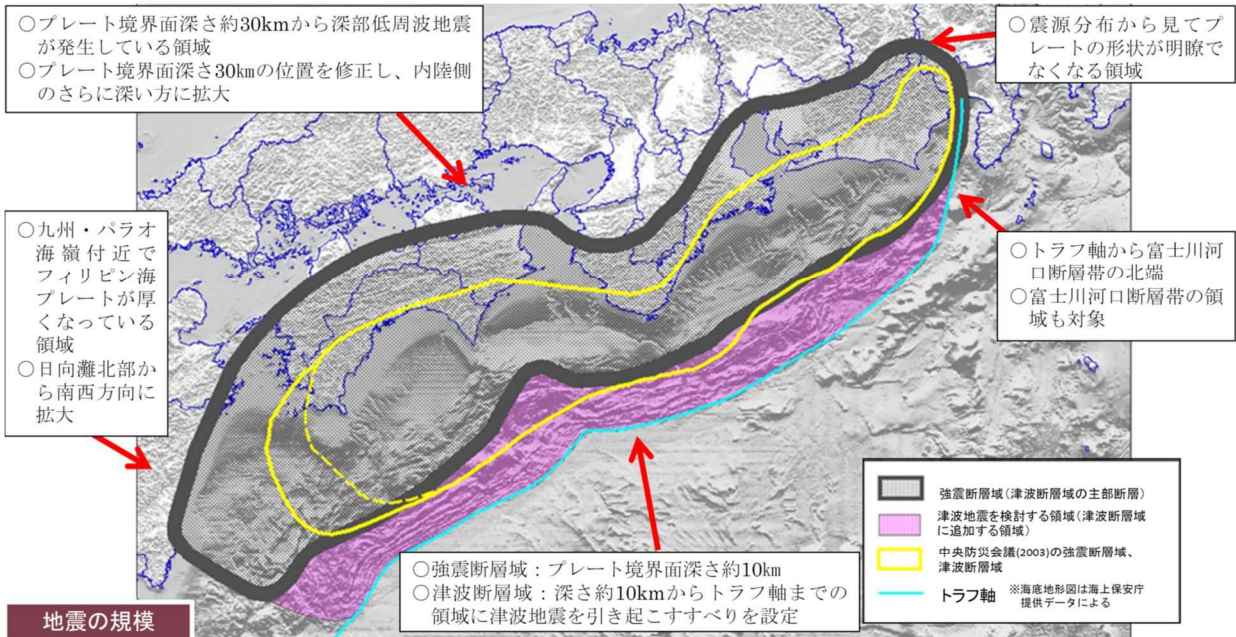 ○プレート境界面深さ約30kmから深部低周波地震
が発生している領域
○プレート境界面深さ30㎞の位置を修正し、内陸側
のさらに深い方に拡大
○震源分布から見てプ
レートの形状が明瞭で
なくなる領域
○九州・パラオ
海嶺付近で
フィリピン海
プレートが厚
くなっている
領域
○日向灘北部か
ら南西方向に
拡大
○トラフ軸から富士川河
口断層帯の北端
○富士川河口断層帯の領
域も対象
○強震断層域：プレート境界面深さ約10㎞
○津波断層域：深さ約10kmからトラフ軸までの
領域に津波地震を引き起こすすべりを設定
強震断層域(津波断層域の主部断層)
津波地震を検討する領域(津波断層域
に追加する領域)
中央防災会議(2003)の強震断層域、
津波断層域
トラフ軸
※海底地形図は海上保安庁
提供データによる
地震の規模